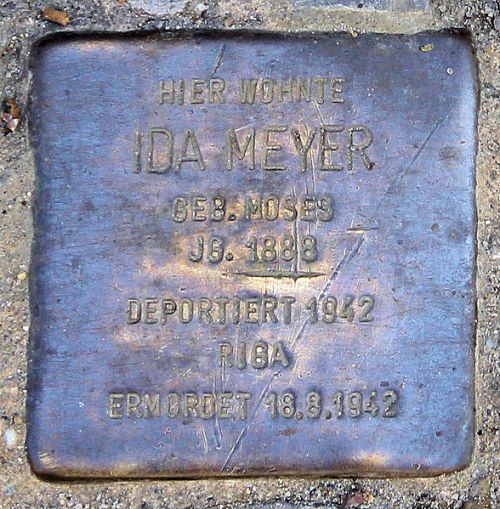 HIER WOHNTE
IDA MEYER
GEB. MOSES
JG. 1888
DEPORTIERT 1942
RIGA
ERMORDET 18.8.1942